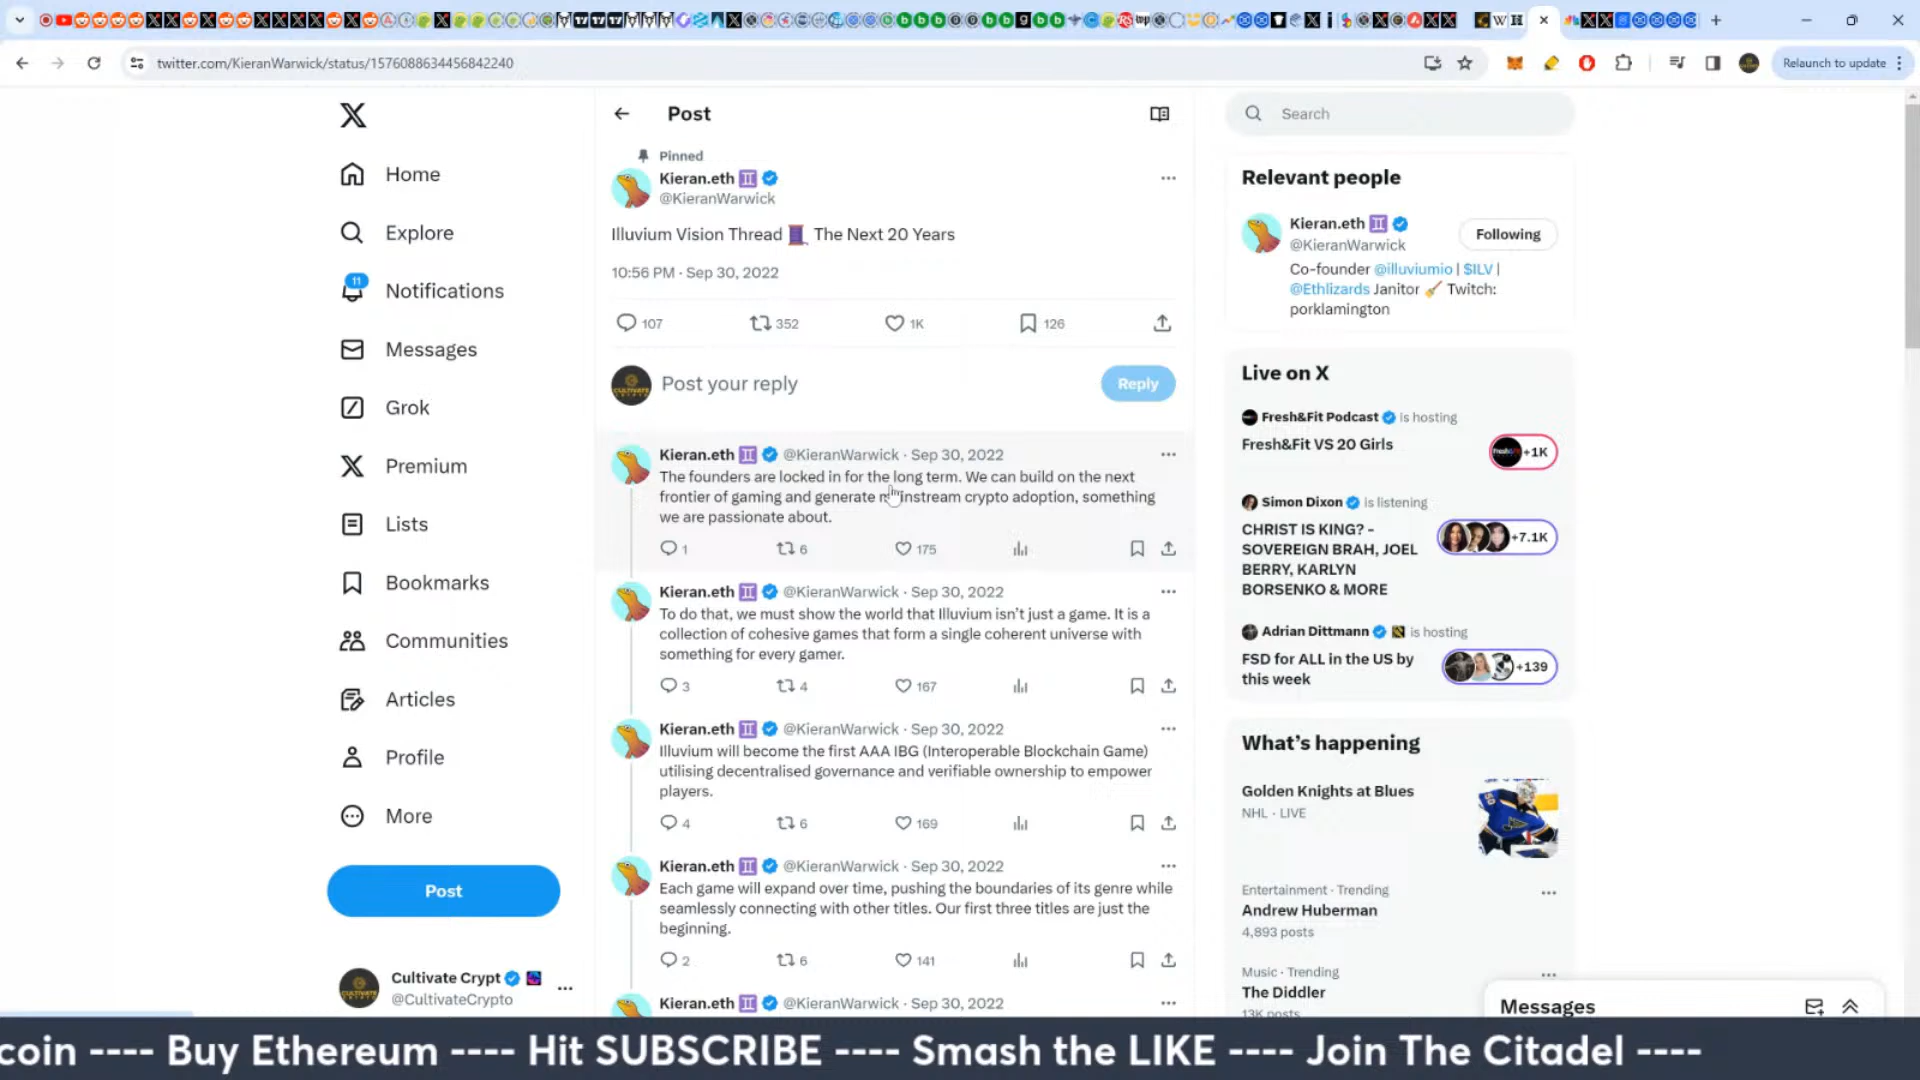 twitter.com/KieranWarwick/status/1576088634456842240
Relaunch to update
Home
Explore
11
Notifications
Messages
Grok
Premium
Lists
Bookmarks
Communities
Articles
Profile
More
Post
Cultivate Crypt
@CultivateCrypto
Post
Pinned
Kieran.eth
@KieranWarwick
Illuvium Vision Thread 🧵 The Next 20 Years
10:56 PM · Sep 30, 2022
107 352 1K 126
Post your reply
Reply
Kieran.eth @KieranWarwick · Sep 30, 2022
The founders are locked in for the long term. We can build on the next
frontier of gaming and generate mainstream crypto adoption, something
we are passionate about.
1 6 175
Kieran.eth @KieranWarwick · Sep 30, 2022
To do that, we must show the world that Illuvium isn't just a game. It is a
collection of cohesive games that form a single coherent universe with
something for every gamer.
3 4 167
Kieran.eth @KieranWarwick · Sep 30, 2022
Illuvium will become the first AAA IBG (Interoperable Blockchain Game)
utilising decentralised governance and verifiable ownership to empower
players.
4 6 169
Kieran.eth @KieranWarwick · Sep 30, 2022
Each game will expand over time, pushing the boundaries of its genre while
seamlessly connecting with other titles. Our first three titles are just the
beginning.
2 6 141
Kieran.eth @KieranWarwick · Sep 30, 2022
Search
Relevant people
Kieran.eth
@KieranWarwick
Following
Co-founder @illuviumio | $ILV |
@Ethlizards Janitor 🧹 Twitch:
porklamington
Live on X
Fresh&Fit Podcast is hosting
Fresh&Fit VS 20 Girls
+1K
Simon Dixon is listening
CHRIST IS KING? -
SOVEREIGN BRAH, JOEL
BERRY, KARLYN
BORSENKO & MORE
+7.1K
Adrian Dittmann is hosting
FSD for ALL in the US by
this week
+139
What's happening
Golden Knights at Blues
NHL · LIVE
Entertainment · Trending
Andrew Huberman
4,893 posts
Music · Trending
The Diddler
13K posts
Messages
coin ---- Buy Ethereum ---- Hit SUBSCRIBE ---- Smash the LIKE ---- Join The Citadel ----